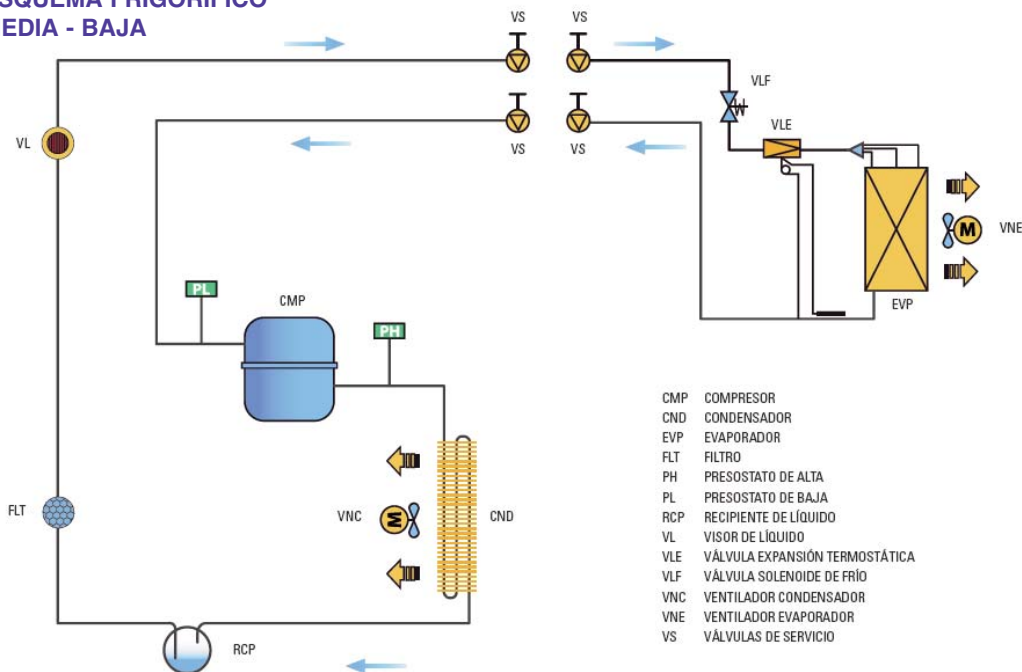 EDIA - BAJA
VS
VS
VLF
VLE
VL
VS
VS
M
VNE
EVP
PL
CMP
PH
CMP COMPRESOR
CND CONDENSADOR
EVP EVAPORADOR
FLT FILTRO
PH PRESOSTATO DE ALTA
PL PRESOSTATO DE BAJA
RCP RECIPIENTE DE LÍQUIDO
VL VISOR DE LÍQUIDO
VLE VÁLVULA EXPANSIÓN TERMOSTÁTICA
VLF VÁLVULA SOLENOIDE DE FRÍO
VNC VENTILADOR CONDENSADOR
VNE VENTILADOR EVAPORADOR
VS VÁLVULAS DE SERVICIO
FLT
VNC
M
CND
RCP